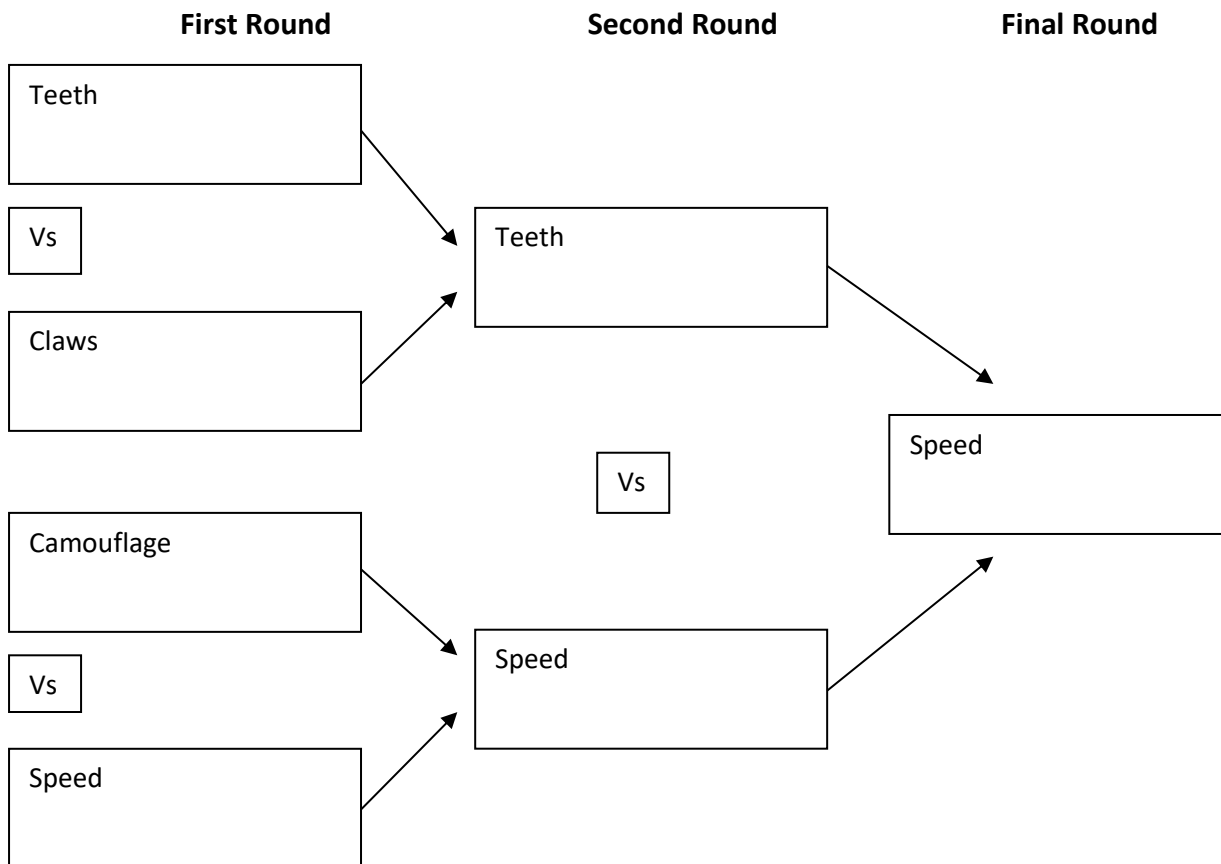 First Round
Second Round
Final Round
Teeth
Vs
Claws
Camouflage
Vs
Speed
Teeth
Vs
Speed
Speed